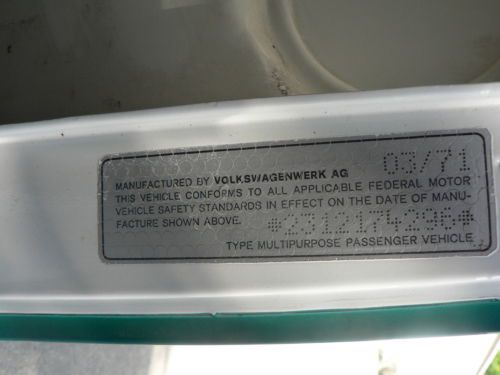 MANUFACTURED BY VOLKSWAGENWERK AG 03/71
THIS VEHICLE CONFORMS TO ALL APPLICABLE FEDERAL MOTOR
VEHICLE SAFETY STANDARDS IN EFFECT ON THE DATE OF MANU-
FACTURE SHOWN ABOVE. *2312174296*
TYPE MULTIPURPOSE PASSENGER VEHICLE